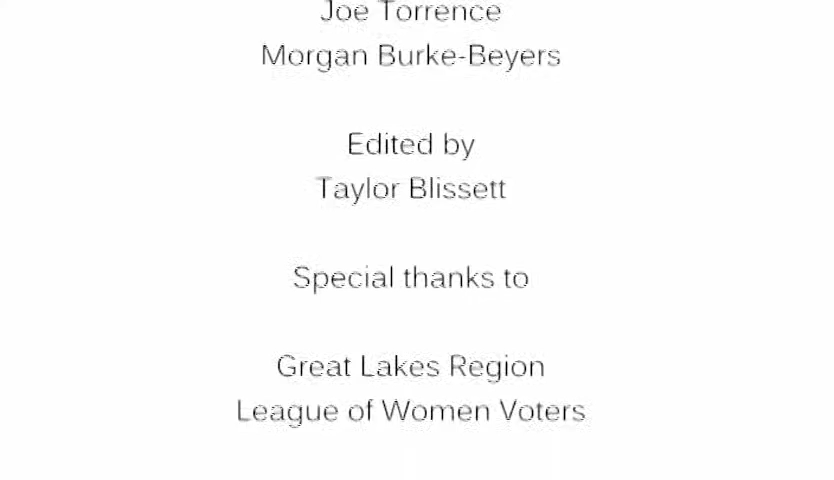 Joe Torrence
Morgan Burke-Beyers
Edited by
Taylor Blissett
Special thanks to
Great Lakes Region
League of Women Voters